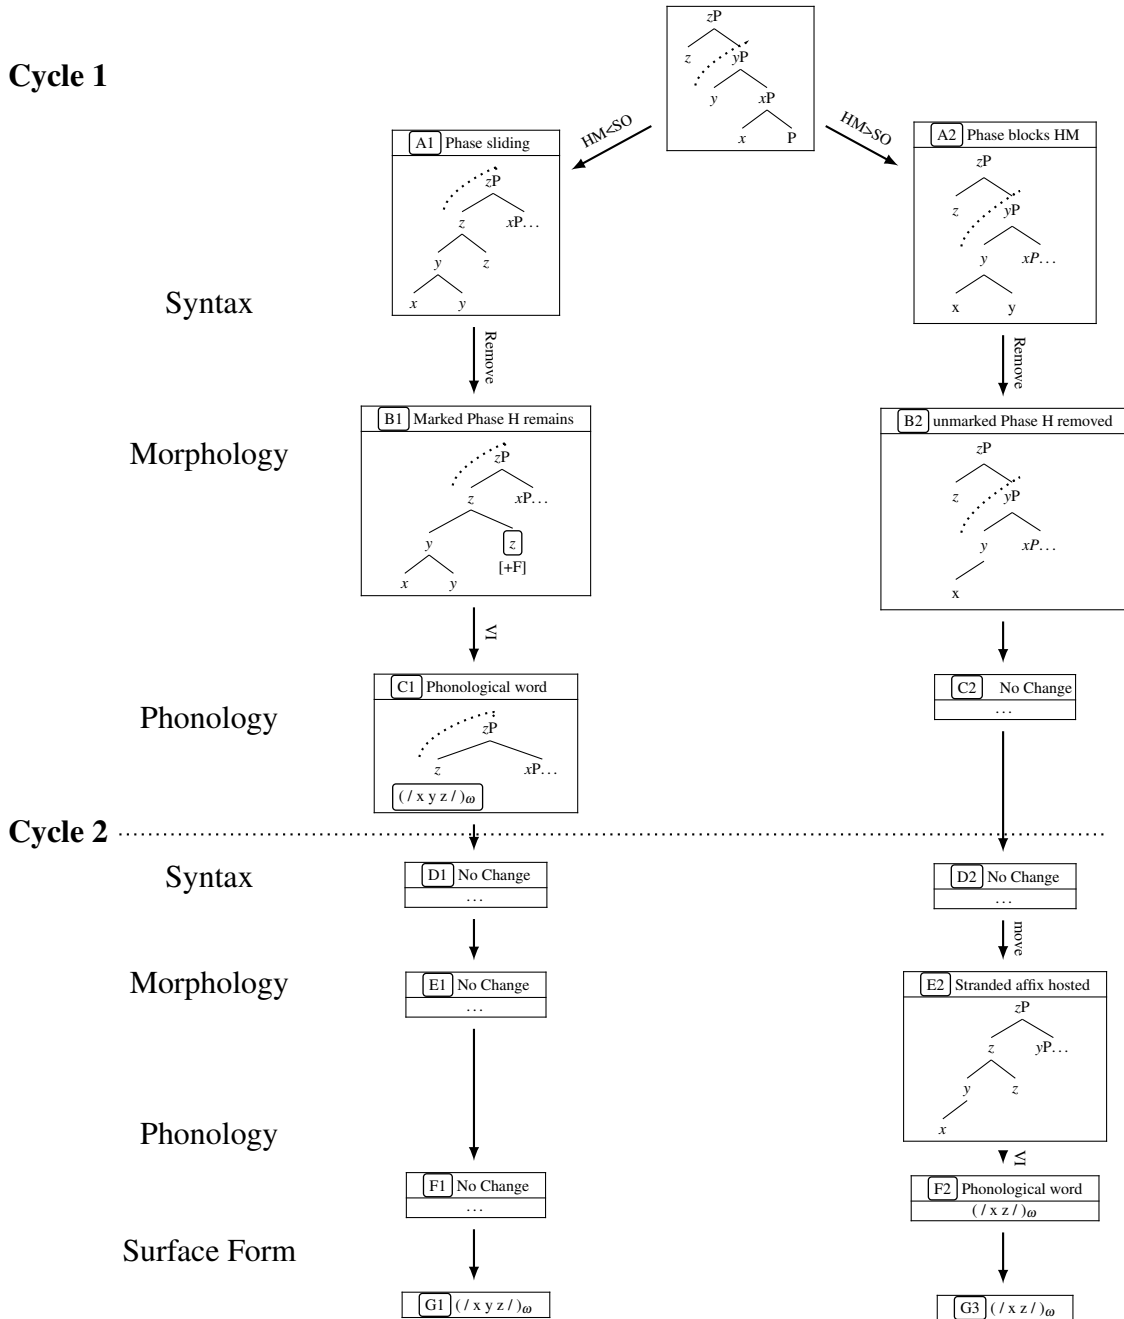 zP
z
yP
Cycle 1
y
xP
x P
HM<SO
HM>SO
A1 Phase sliding
zP
z xP...
y z
x y
A2 Phase blocks HM
zP
z yP
y xP...
x y
Syntax
Remove
Remove
B1 Marked Phase H remains
zP
z xP...
y z
[+F]
x y
B2 unmarked Phase H removed
zP
z yP
y xP...
x
Morphology
VI
C1 Phonological word
zP
z xP...
( / x y z / )ω
C2 No Change
...
Phonology
Cycle 2
Syntax
D1 No Change
...
D2 No Change
...
move
Morphology
E1 No Change
...
E2 Stranded affix hosted
zP
z yP...
y z
x
Phonology
VI
F1 No Change
...
F2 Phonological word
( / x z / )ω
Surface Form
G1 ( / x y z / )ω
G3 ( / x z / )ω